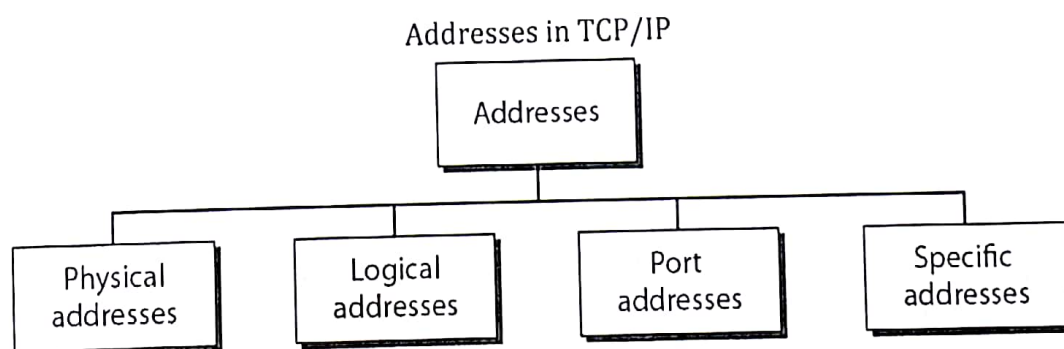 Addresses in TCP/IP
Addresses
Physical
addresses
Logical
addresses
Port
addresses
Specific
addresses